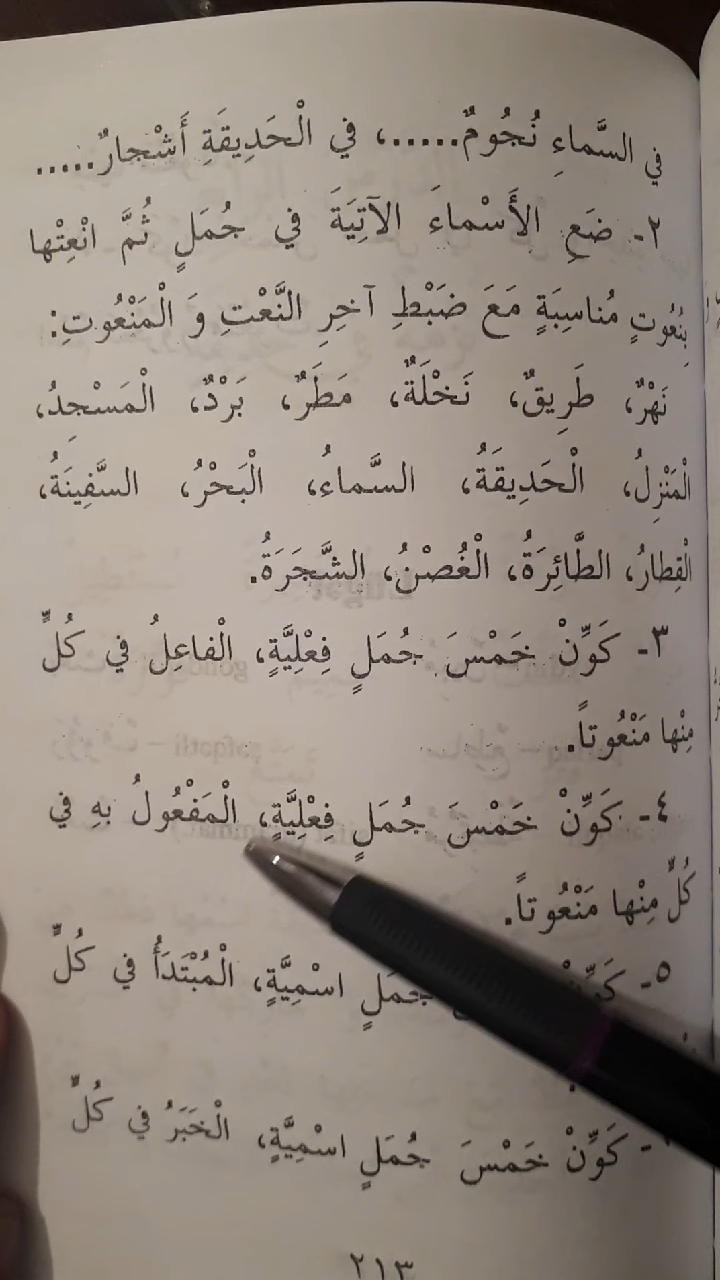 في السَّماءِ نُجُومٌ......، في الْحَدِيقَةِ أَشْجارٌ.....
٢- ضَعِ الأَسْماءَ الآتِيَةَ في جُمَلٍ ثُمَّ انْعِتْها
بِنُعُوتٍ مُناسِبَةٍ مَعَ ضَبْطِ آخِرِ النَّعْتِ وَ الْمَنْعُوتِ:
نَهْرٌ، طَرِيقٌ، نَخْلَةٌ، مَطَرٌ، بَرْدٌ، الْمَسْجِدُ،
الْمَنْزِلُ، الْحَدِيقَةُ، السَّماءُ، الْبَحْرُ، السَّفِينَةُ،
الْقِطارُ، الطَّائِرَةُ، الْغُصْنُ، الشَّجَرَةُ.
٣- كَوِّنْ خَمْسَ جُمَلٍ فِعْلِيَّةٍ، الْفاعِلُ في كُلٍّ
مِنْها مَنْعُوتاً.
٤- كَوِّنْ خَمْسَ جُمَلٍ فِعْلِيَّةٍ، الْمَفْعُولُ بِهِ في
كُلٍّ مِنْها مَنْعُوتاً.
٥- كَوِّنْ جُمَلٍ اسْمِيَّةٍ، الْمُبْتَدَأُ في كُلٍّ
- كَوِّنْ خَمْسَ جُمَلٍ اسْمِيَّةٍ، الْخَبَرُ في كُلٍّ
٢١٣